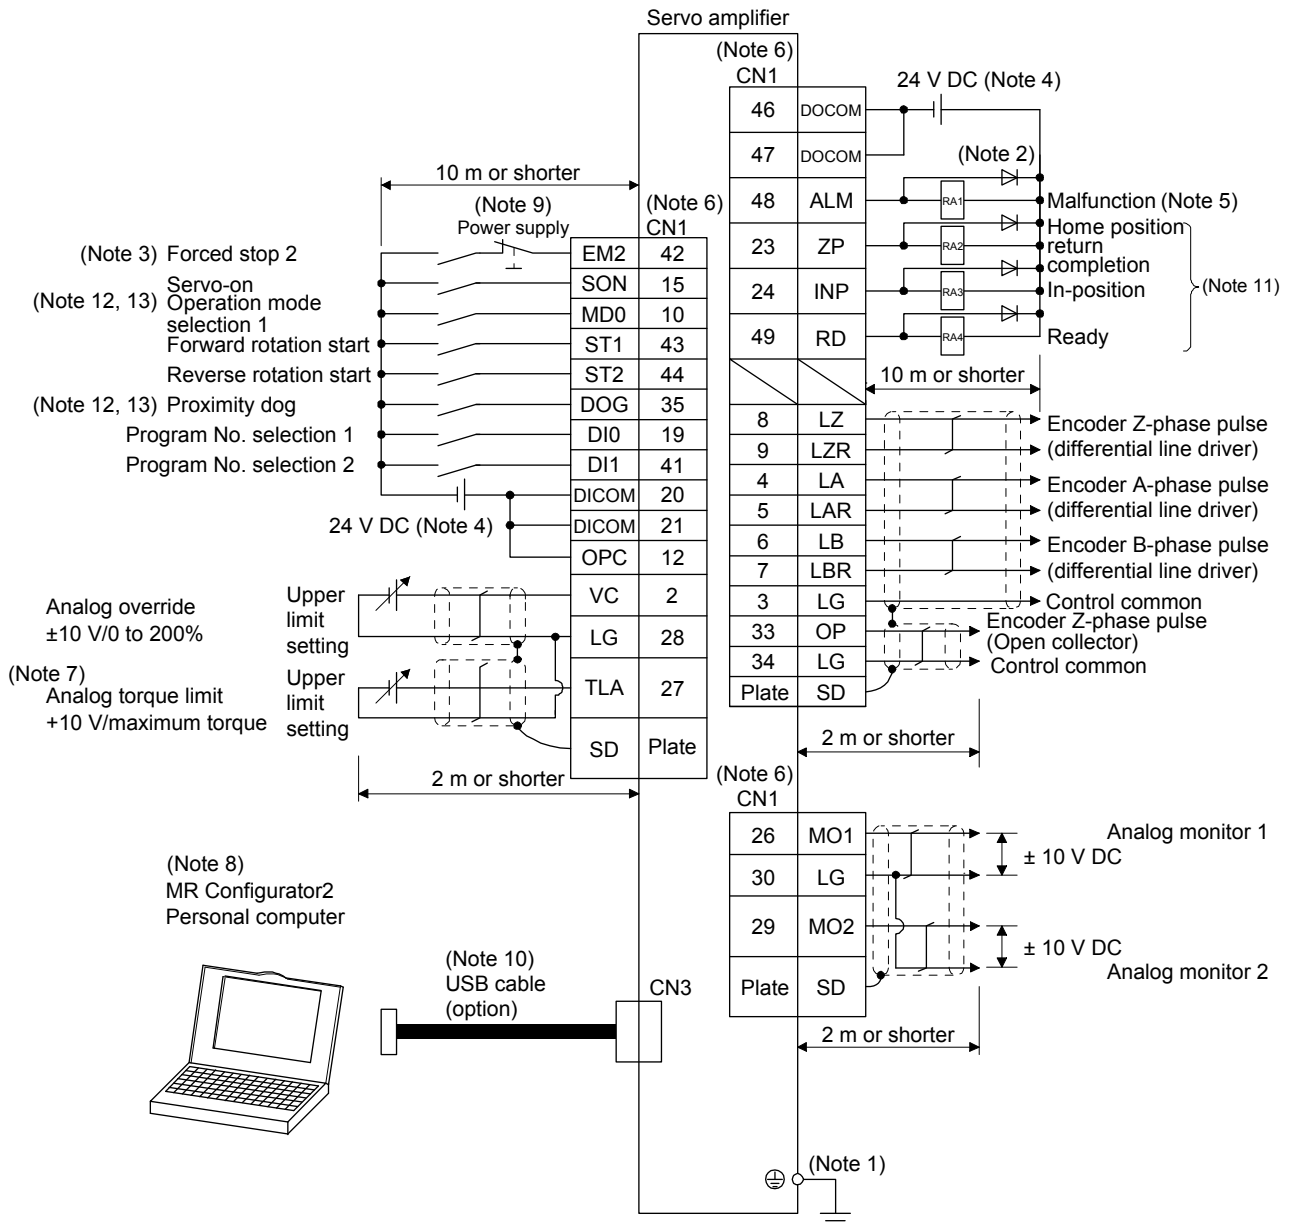 Servo amplifier
(Note 6)
CN1
24 V DC (Note 4)
46 DOCOM
47 DOCOM
(Note 2)
48 ALM RA1 Malfunction (Note 5)
23 ZP RA2 Home position
return
completion
24 INP RA3 In-position
(Note 11)
49 RD RA4 Ready
10 m or shorter
8 LZ Encoder Z-phase pulse
9 LZR (differential line driver)
4 LA Encoder A-phase pulse
5 LAR (differential line driver)
6 LB Encoder B-phase pulse
7 LBR (differential line driver)
3 LG Control common
33 OP Encoder Z-phase pulse
(Open collector)
34 LG Control common
Plate SD
2 m or shorter
10 m or shorter
(Note 9)
Power supply
(Note 6)
CN1
(Note 3) Forced stop 2 EM2 42
Servo-on SON 15
(Note 12, 13) Operation mode
selection 1 MD0 10
Forward rotation start ST1 43
Reverse rotation start ST2 44
(Note 12, 13) Proximity dog DOG 35
Program No. selection 1 DI0 19
Program No. selection 2 DI1 41
DICOM 20
24 V DC (Note 4) DICOM 21
OPC 12
Analog override
±10 V/0 to 200%
Upper
limit
setting
VC 2
LG 28
(Note 7)
Analog torque limit
+10 V/maximum torque
Upper
limit
setting
TLA 27
SD Plate
2 m or shorter
(Note 6)
CN1
26 MO1 Analog monitor 1
± 10 V DC
30 LG
29 MO2
± 10 V DC
Analog monitor 2
Plate SD
2 m or shorter
(Note 8)
MR Configurator2
Personal computer
(Note 10)
USB cable
(option)
CN3
(Note 1)